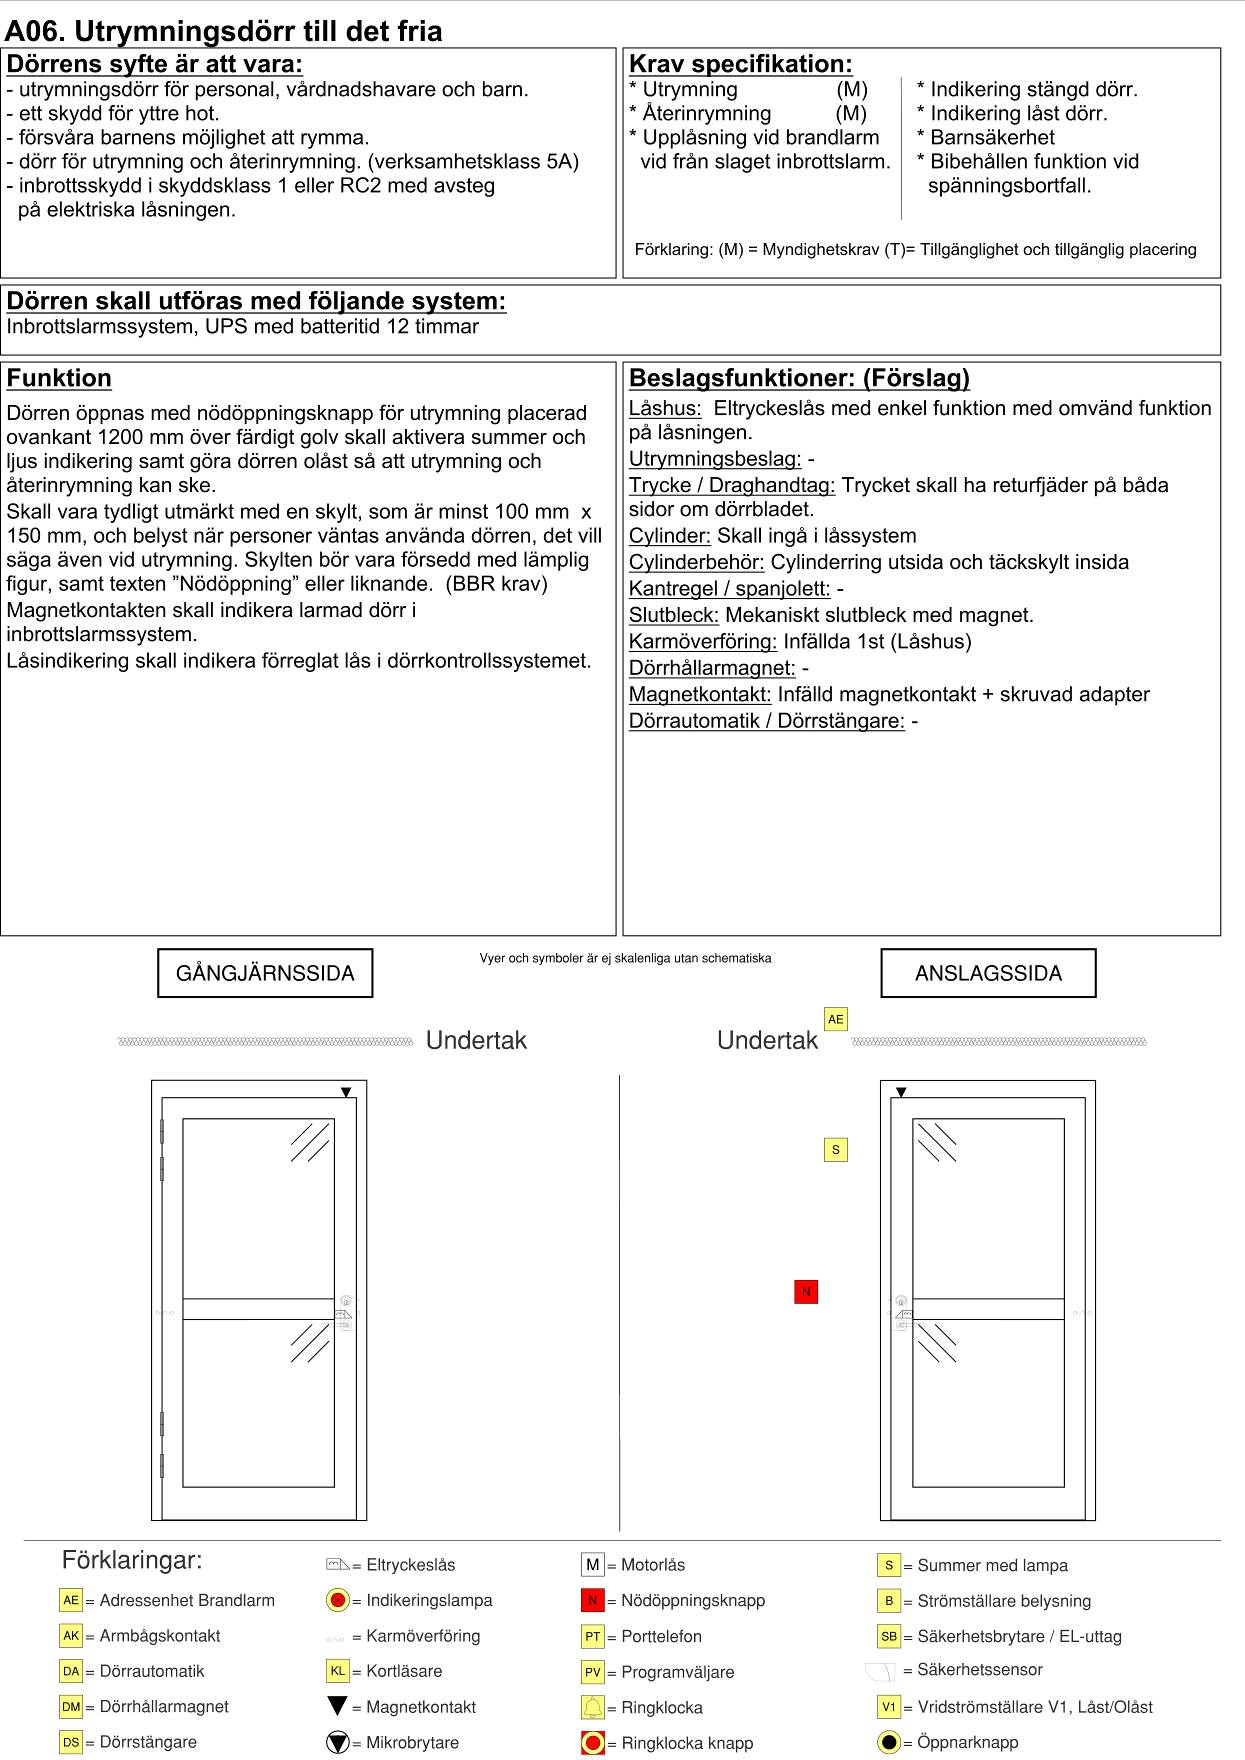 A06. Utrymningsdörr till det fria
Dörrens syfte är att vara:
- utrymningsdörr för personal, vårdnadshavare och barn.
- ett skydd för yttre hot.
- försvåra barnens möjlighet att rymma.
- dörr för utrymning och återinrymning. (verksamhetsklass 5A)
- inbrottsskydd i skyddsklass 1 eller RC2 med avsteg
på elektriska låsningen.
Krav specifikation:
* Utrymning (M)
* Återinrymning (M)
* Upplåsning vid brandlarm
vid från slaget inbrottslarm.
* Indikering stängd dörr.
* Indikering låst dörr.
* Barnsäkerhet
* Bibehållen funktion vid
spänningsbortfall.
Förklaring: (M) = Myndighetskrav (T)= Tillgänglighet och tillgänglig placering
Dörren skall utföras med följande system:
Inbrottslarmssystem, UPS med batteritid 12 timmar
Funktion
Dörren öppnas med nödöppningsknapp för utrymning placerad
ovankant 1200 mm över färdigt golv skall aktivera summer och
ljus indikering samt göra dörren olåst så att utrymning och
återinrymning kan ske.
Skall vara tydligt utmärkt med en skylt, som är minst 100 mm x
150 mm, och belyst när personer väntas använda dörren, det vill
säga även vid utrymning. Skylten bör vara försedd med lämplig
figur, samt texten ”Nödöppning” eller liknande. (BBR krav)
Magnetkontakten skall indikera larmad dörr i
inbrottslarmssystem.
Låsindikering skall indikera förreglat lås i dörrkontrollssystemet.
Beslagsfunktioner: (Förslag)
Låshus: Eltryckeslås med enkel funktion med omvänd funktion
på låsningen.
Utrymningsbeslag: -
Trycke / Draghandtag: Trycket skall ha returfjäder på båda
sidor om dörrbladet.
Cylinder: Skall ingå i låssystem
Cylinderbehör: Cylinderring utsida och täckskylt insida
Kantregel / spanjolett: -
Slutbleck: Mekaniskt slutbleck med magnet.
Karmöverföring: Infällda 1st (Låshus)
Dörrhållarmagnet: -
Magnetkontakt: Infälld magnetkontakt + skruvad adapter
Dörrautomatik / Dörrstängare: -
GÅNGJÄRNSSIDA
Vyer och symboler är ej skalenliga utan schematiska
ANSLAGSSIDA
Undertak
Undertak
AE
S
N
Förklaringar:
AE = Adressenhet Brandlarm
AK = Armbågskontakt
DA = Dörrautomatik
DM = Dörrhållarmagnet
DS = Dörrstängare
= Eltryckeslås
= Indikeringslampa
= Karmöverföring
KL = Kortläsare
= Magnetkontakt
= Mikrobrytare
M = Motorlås
N = Nödöppningsknapp
PT = Porttelefon
PV = Programväljare
= Ringklocka
= Ringklocka knapp
S = Summer med lampa
B = Strömställare belysning
SB = Säkerhetsbrytare / EL-uttag
= Säkerhetssensor
V1 = Vridströmställare V1, Låst/Olåst
= Öppnarknapp